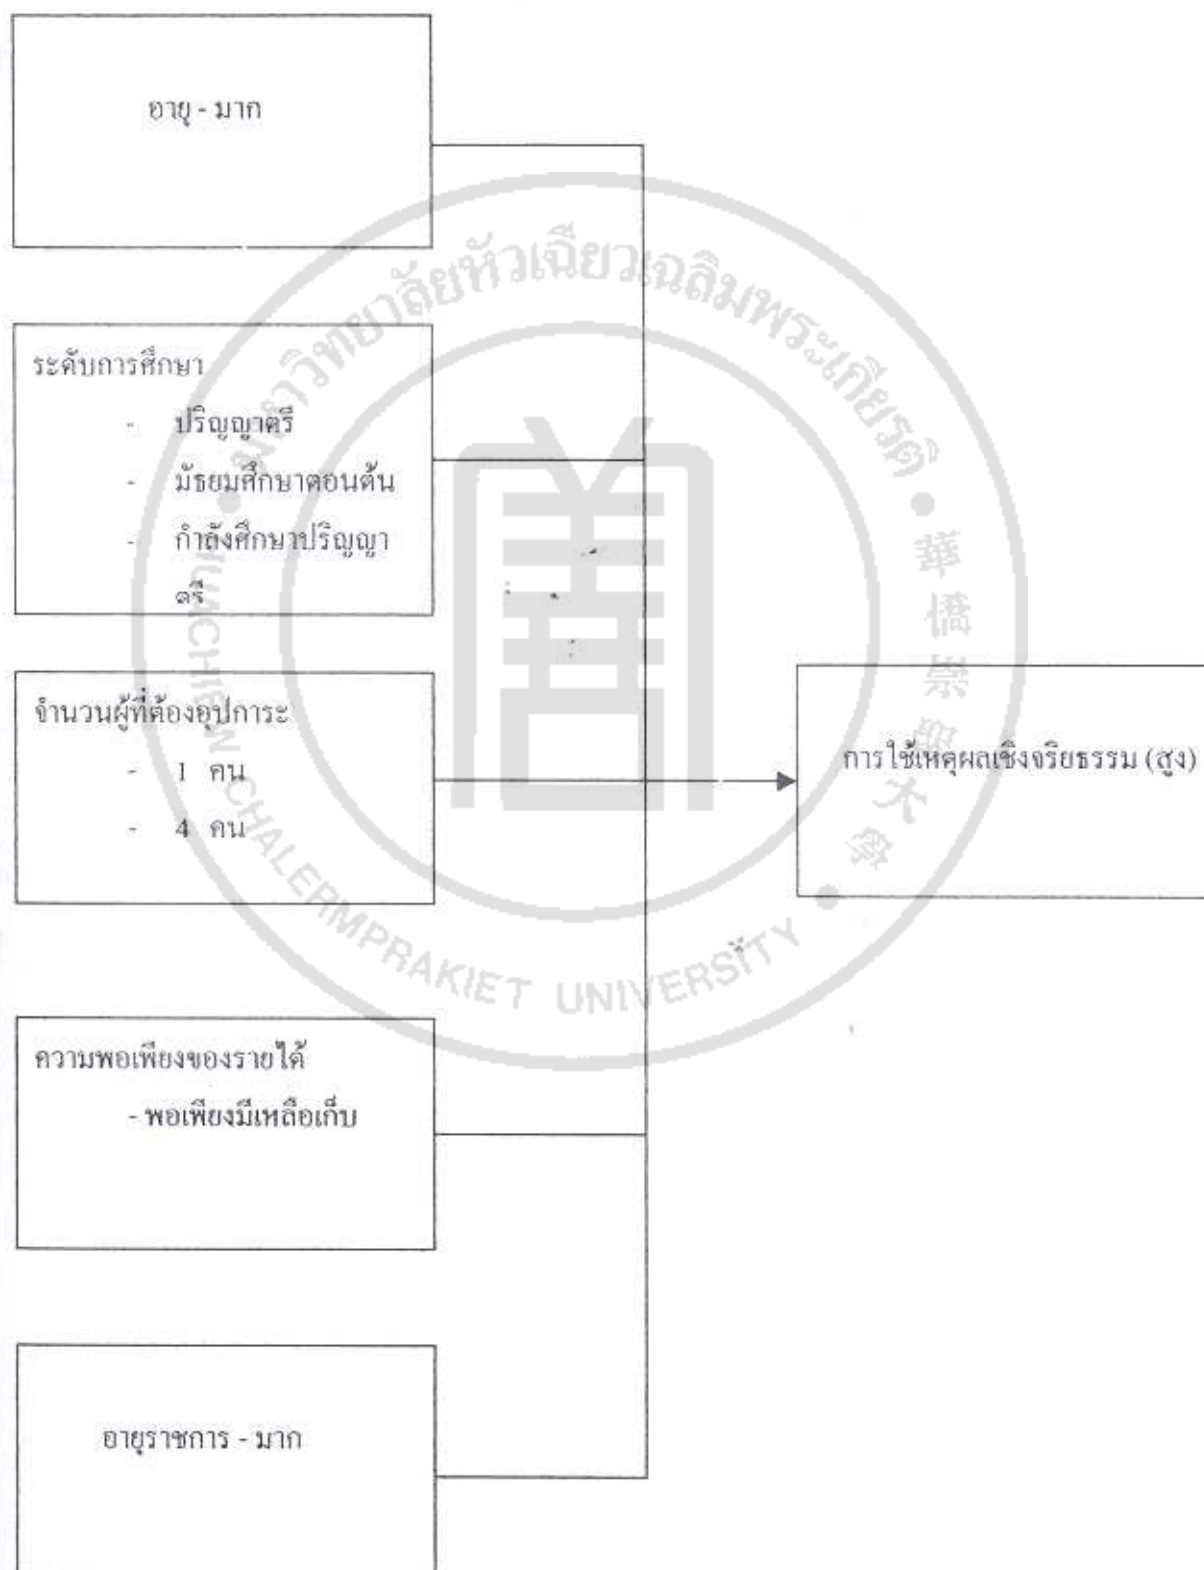 อายุ - มาก
ระดับการศึกษา
- ปริญญาตรี
- มัธยมศึกษาตอนต้น
- กำลังศึกษาปริญญา
ตรี
จำนวนผู้ที่ต้องอุปการะ
- 1 คน
- 4 คน
ความพอเพียงของรายได้
- พอเพียงมีเหลือเก็บ
อายุราชการ - มาก
การใช้เหตุผลเชิงจริยธรรม (สูง)
มหาวิทยาลัยหัวเฉียวเฉลิมพระเกียรติ
華僑崇聖大學
HUACHIEW CHALERMPRAKIET UNIVERSITY